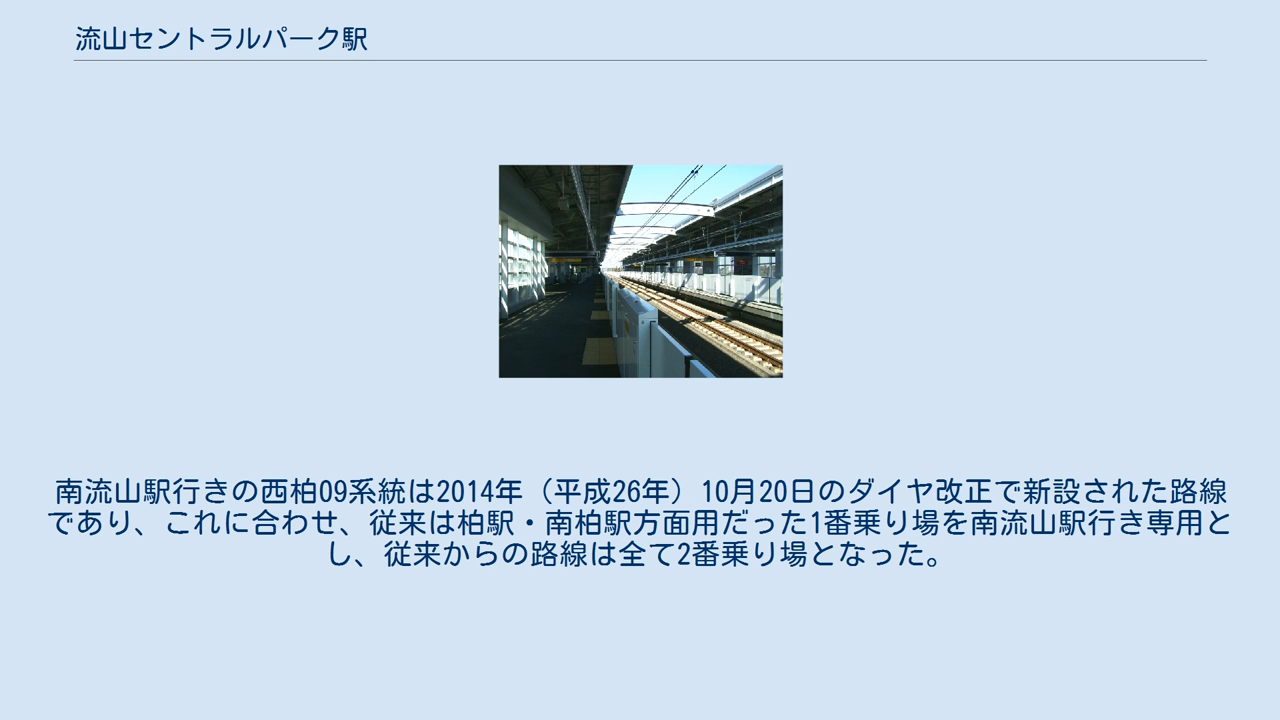 流山セントラルパーク駅
南流山駅行きの西柏09系統は2014年（平成26年）10月20日のダイヤ改正で新設された路線
であり、これに合わせ、従来は柏駅・南柏駅方面用だった1番乗り場を南流山駅行き専用と
し、従来からの路線は全て2番乗り場となった。